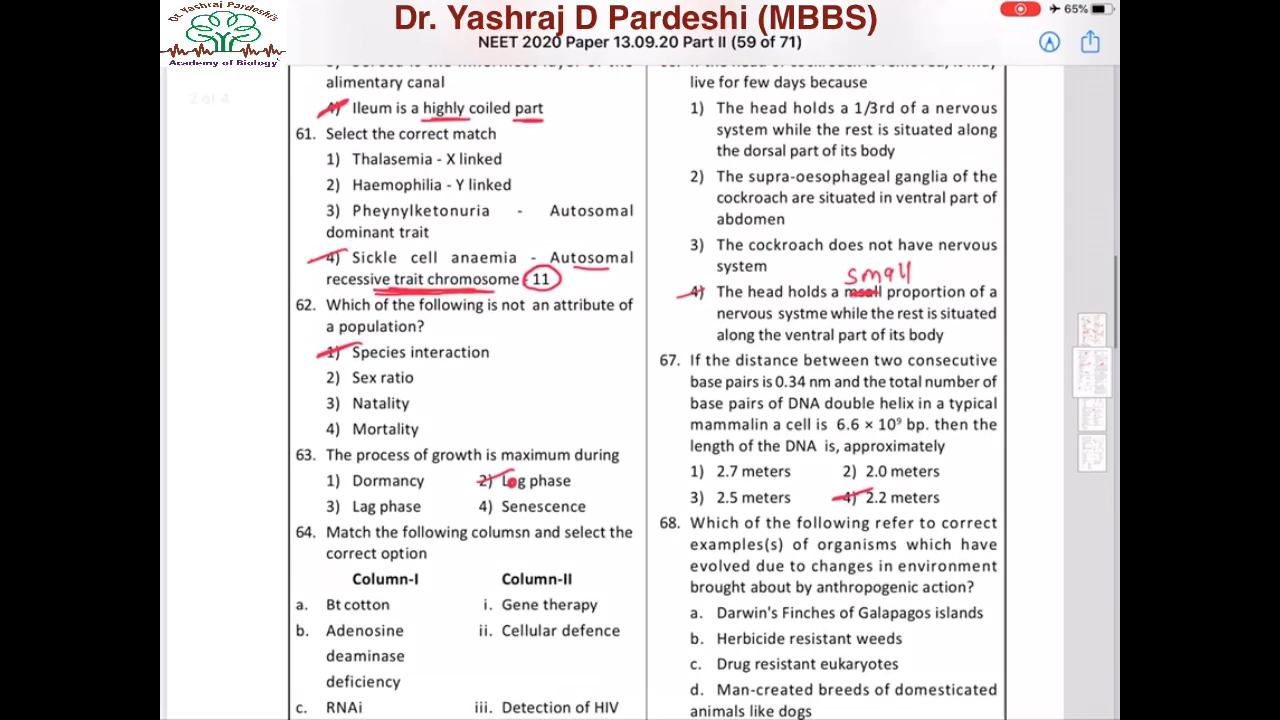 Dr. Yashraj Pardeshi's
Academy of Biology
Dr. Yashraj D Pardeshi (MBBS)
NEET 2020 Paper 13.09.20 Part II (59 of 71)
65%
2 of 4
alimentary canal
4) Ileum is a highly coiled part
61. Select the correct match
1) Thalasemia - X linked
2) Haemophilia - Y linked
3) Pheynylketonuria - Autosomal
dominant trait
4) Sickle cell anaemia - Autosomal
recessive trait chromosome - 11
62. Which of the following is not an attribute of
a population?
1) Species interaction
2) Sex ratio
3) Natality
4) Mortality
63. The process of growth is maximum during
1) Dormancy 2) Log phase
3) Lag phase 4) Senescence
64. Match the following columsn and select the
correct option
Column-I Column-II
a. Bt cotton i. Gene therapy
b. Adenosine ii. Cellular defence
deaminase
deficiency
c. RNAi iii. Detection of HIV
live for few days because
1) The head holds a 1/3rd of a nervous
system while the rest is situated along
the dorsal part of its body
2) The supra-oesophageal ganglia of the
cockroach are situated in ventral part of
abdomen
3) The cockroach does not have nervous
system
small
4) The head holds a msall proportion of a
nervous systme while the rest is situated
along the ventral part of its body
67. If the distance between two consecutive
base pairs is 0.34 nm and the total number of
base pairs of DNA double helix in a typical
mammalin a cell is 6.6 × 10⁹ bp. then the
length of the DNA is, approximately
1) 2.7 meters 2) 2.0 meters
3) 2.5 meters 4) 2.2 meters
68. Which of the following refer to correct
examples(s) of organisms which have
evolved due to changes in environment
brought about by anthropogenic action?
a. Darwin's Finches of Galapagos islands
b. Herbicide resistant weeds
c. Drug resistant eukaryotes
d. Man-created breeds of domesticated
animals like dogs